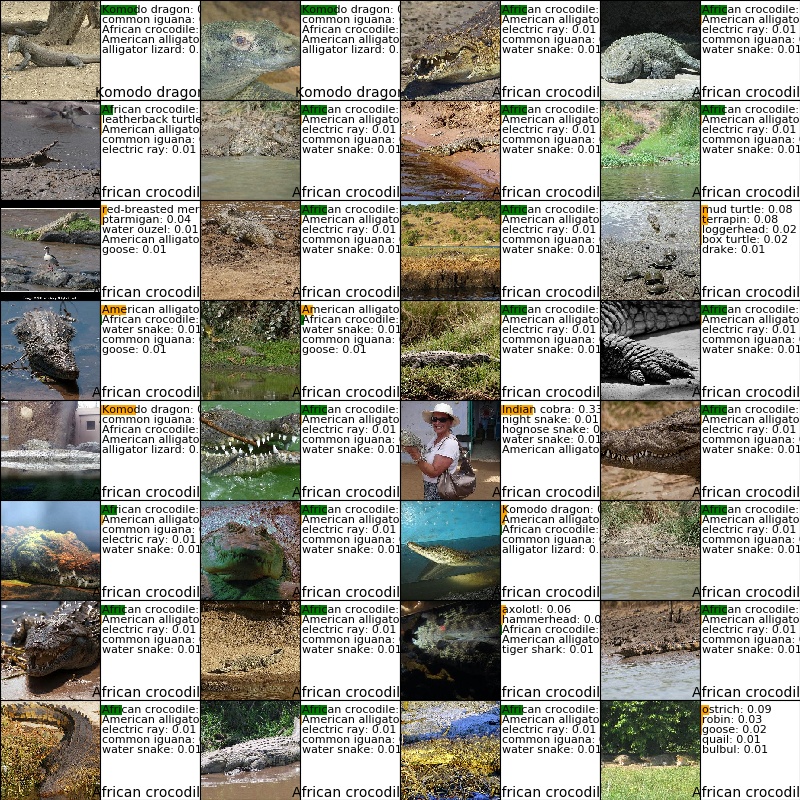 Komodo dragon: 0
common iguana:
African crocodile:
American alligato
alligator lizard: 0.
Komodo dragon
Komodo dragon: 0
common iguana:
African crocodile:
American alligato
alligator lizard: 0.
Komodo dragon
African crocodile:
American alligato
electric ray: 0.01
common iguana:
water snake: 0.01
African crocodil
African crocodile:
American alligato
electric ray: 0.01
common iguana: 
water snake: 0.01
African crocodil
African crocodile:
leatherback turtle
American alligato
common iguana:
electric ray: 0.01
African crocodil
African crocodile:
American alligato
electric ray: 0.01
common iguana:
water snake: 0.01
African crocodil
African crocodile:
American alligato
electric ray: 0.01
common iguana:
water snake: 0.01
African crocodil
African crocodile:
American alligato
electric ray: 0.01
common iguana:
water snake: 0.01
African crocodil
red-breasted mer
ptarmigan: 0.04
water ouzel: 0.01
American alligato
goose: 0.01
African crocodil
African crocodile:
American alligato
electric ray: 0.01
common iguana:
water snake: 0.01
African crocodil
African crocodile:
American alligato
electric ray: 0.01
common iguana:
water snake: 0.01
African crocodil
mud turtle: 0.08
terrapin: 0.08
loggerhead: 0.02
box turtle: 0.02
drake: 0.01
African crocodil
American alligato
African crocodile:
water snake: 0.01
common iguana:
goose: 0.01
African crocodil
American alligato
African crocodile:
water snake: 0.01
common iguana:
goose: 0.01
African crocodil
African crocodile:
American alligato
electric ray: 0.01
common iguana:
water snake: 0.01
African crocodil
African crocodile:
American alligato
electric ray: 0.01
common iguana:
water snake: 0.01
African crocodil
Komodo dragon: 0
common iguana:
African crocodile:
American alligato
alligator lizard: 0.
African crocodil
African crocodile:
American alligato
electric ray: 0.01
common iguana:
water snake: 0.01
African crocodil
Indian cobra: 0.33
night snake: 0.01
hognose snake: 0.0
water snake: 0.01
American alligato
African crocodil
African crocodile:
American alligato
electric ray: 0.01
common iguana:
water snake: 0.01
African crocodil
African crocodile:
American alligato
common iguana:
electric ray: 0.01
water snake: 0.01
African crocodil
African crocodile:
American alligato
electric ray: 0.01
common iguana:
water snake: 0.01
African crocodil
Komodo dragon: 0
American alligato
African crocodile:
common iguana:
alligator lizard: 0.
African crocodil
African crocodile:
American alligato
electric ray: 0.01
common iguana:
water snake: 0.01
African crocodil
African crocodile:
American alligato
electric ray: 0.01
common iguana:
water snake: 0.01
African crocodil
African crocodile:
American alligato
electric ray: 0.01
common iguana:
water snake: 0.01
African crocodil
axolotl: 0.06
hammerhead: 0.0
African crocodile:
American alligato
tiger shark: 0.01
African crocodil
African crocodile:
American alligato
electric ray: 0.01
common iguana:
water snake: 0.01
African crocodil
African crocodile:
American alligato
electric ray: 0.01
common iguana:
water snake: 0.01
African crocodil
African crocodile:
American alligato
electric ray: 0.01
common iguana:
water snake: 0.01
African crocodil
African crocodile:
American alligato
electric ray: 0.01
common iguana:
water snake: 0.01
African crocodil
ostrich: 0.09
robin: 0.03
goose: 0.02
quail: 0.01
bulbul: 0.01
African crocodil